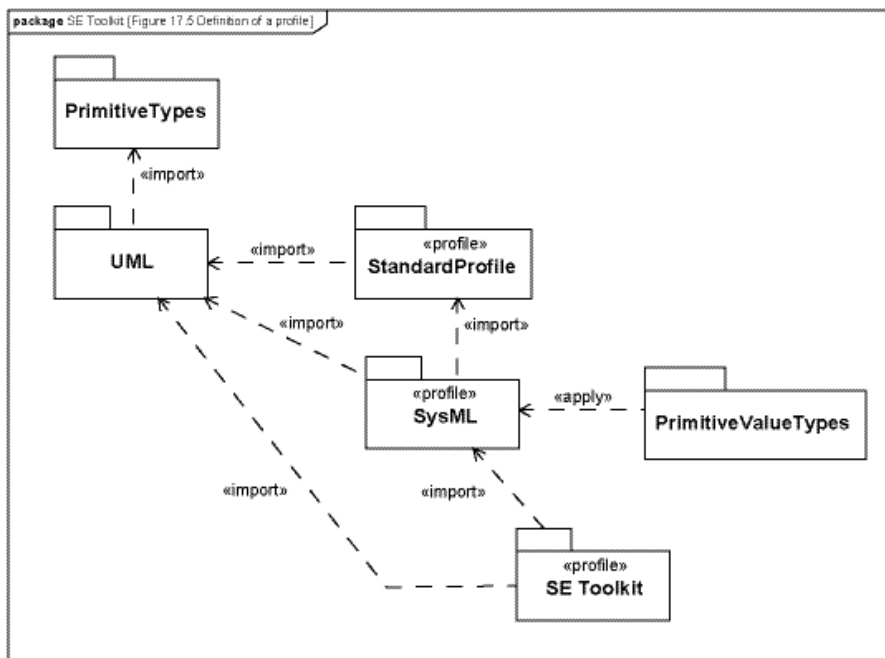 package SE Toolkit [Figure 17.5 Definition of a profile]
PrimitiveTypes
«import»
UML
«import»
«profile»
StandardProfile
«import»
«import»
«profile»
SysML
«apply»
PrimitiveValueTypes
«import»
«import»
«profile»
SE Toolkit